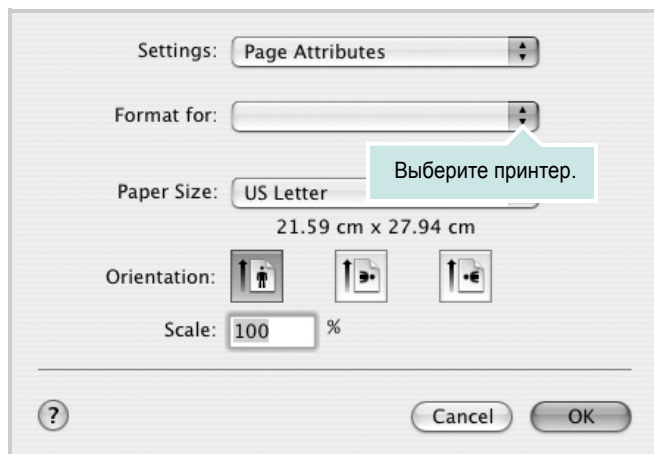 Settings: Page Attributes
Format for:
Выберите принтер.
Paper Size: US Letter
21.59 cm x 27.94 cm
Orientation:
Scale: 100 %
? Cancel OK